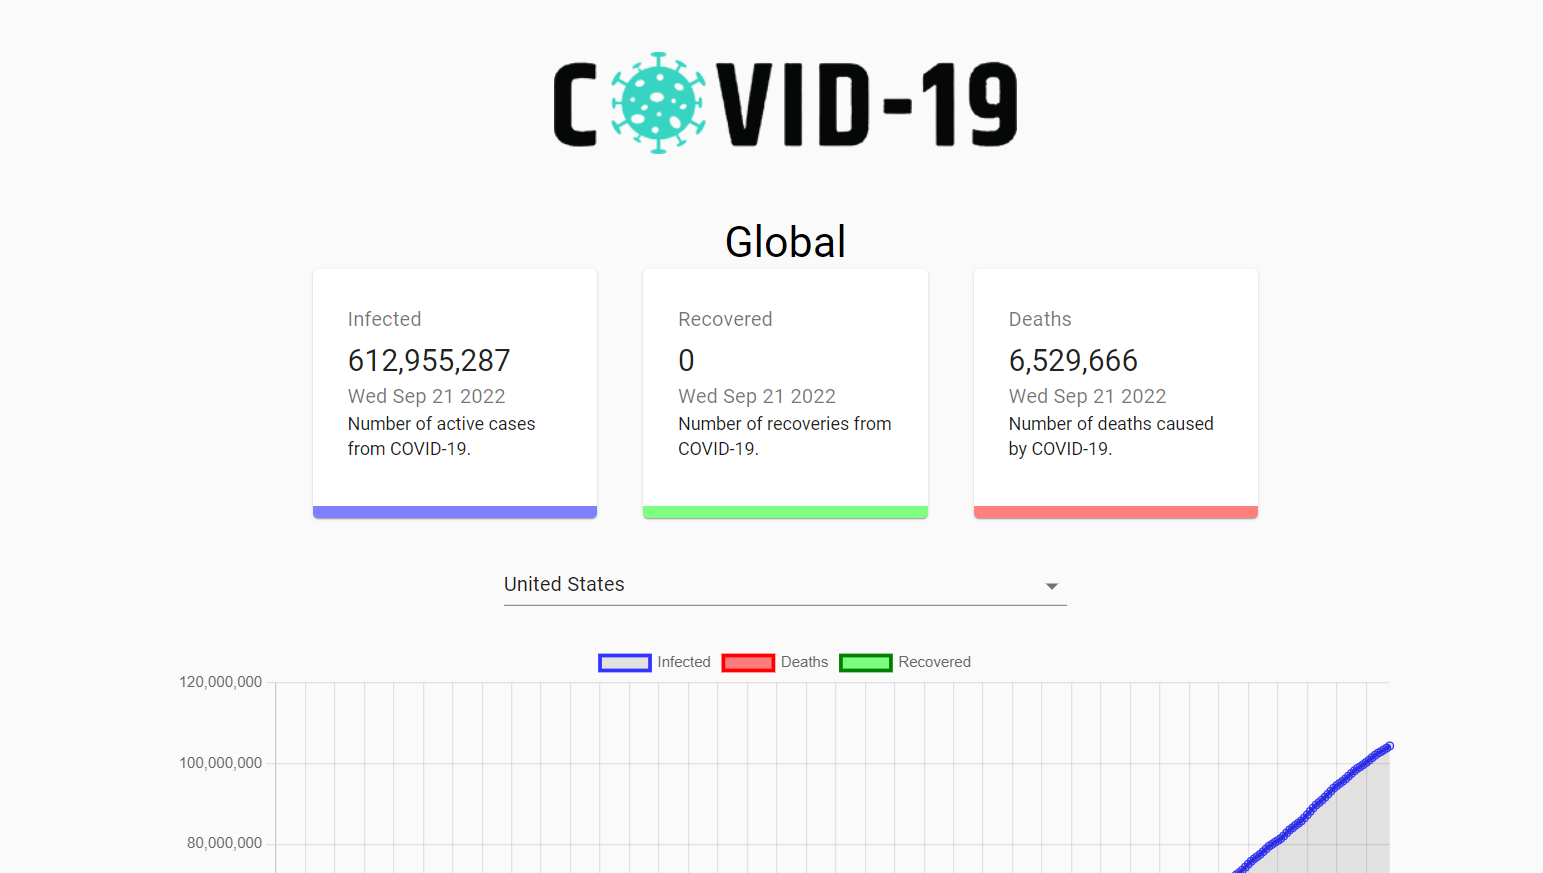 COVID-19
Global
Infected
612,955,287
Wed Sep 21 2022
Number of active cases
from COVID-19.
Recovered
0
Wed Sep 21 2022
Number of recoveries from
COVID-19.
Deaths
6,529,666
Wed Sep 21 2022
Number of deaths caused
by COVID-19.
United States
Infected Deaths Recovered
120,000,000
100,000,000
80,000,000